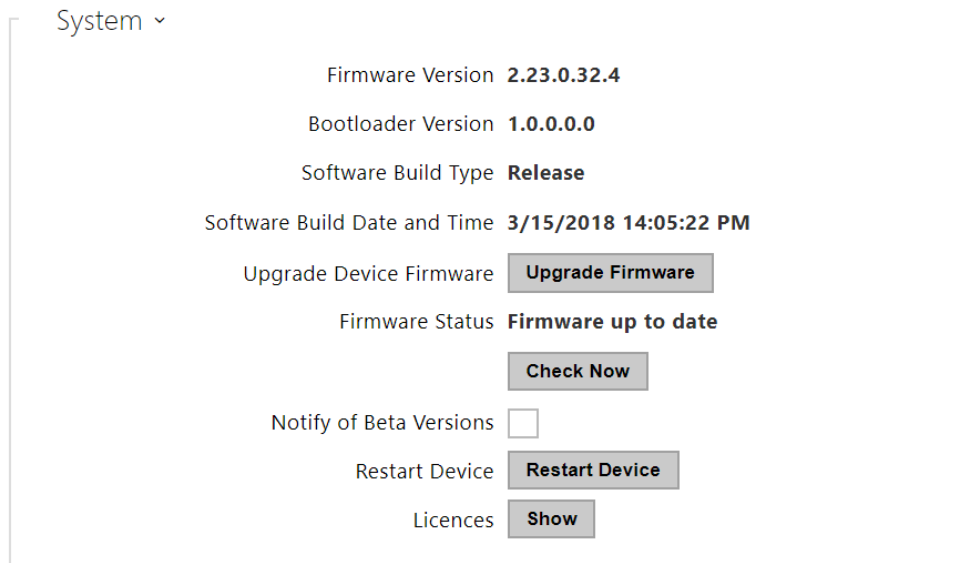 System
Firmware Version 2.23.0.32.4
Bootloader Version 1.0.0.0.0
Software Build Type Release
Software Build Date and Time 3/15/2018 14:05:22 PM
Upgrade Device Firmware Upgrade Firmware
Firmware Status Firmware up to date
Check Now
Notify of Beta Versions
Restart Device Restart Device
Licences Show